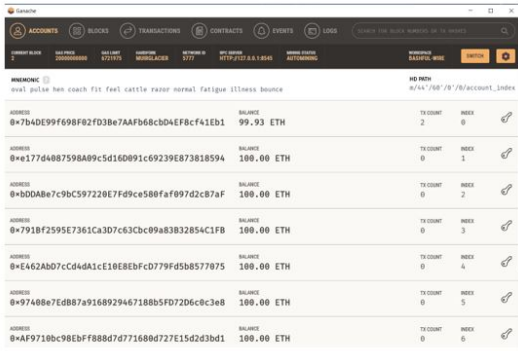 Ganache
ACCOUNTS BLOCKS TRANSACTIONS CONTRACTS EVENTS LOGS SEARCH FOR BLOCK NUMBERS OR TX HASHES
CURRENT BLOCK GAS PRICE GAS LIMIT HARDFORK NETWORK ID RPC SERVER MINING STATUS WORKSPACE
2 20000000000 6721975 MUIRGLACIER 5777 HTTP://127.0.0.1:8545 AUTOMINING BASHFUL-WIRE SWITCH
MNEMONIC HD PATH
oval pulse hen coach fit feel cattle razor normal fatigue illness bounce m/44'/60'/0'/0/account_index
ADDRESS BALANCE TX COUNT INDEX
0×7b4DE99f698F02fD3Be7AAFb68cbD4EF8cf41Eb1 99.93 ETH 2 0
ADDRESS BALANCE TX COUNT INDEX
0×e177d4087598A09c5d16D091c69239E873818594 100.00 ETH 0 1
ADDRESS BALANCE TX COUNT INDEX
0×bDDABe7c9bC597220E7Fd9ce580faf097d2cB7aF 100.00 ETH 0 2
ADDRESS BALANCE TX COUNT INDEX
0×791Bf2595E7361Ca3D7c63Cbc09a83B32854C1FB 100.00 ETH 0 3
ADDRESS BALANCE TX COUNT INDEX
0×E462AbD7cCd4dA1cE10E8EbFcD779Fd5b8577075 100.00 ETH 0 4
ADDRESS BALANCE TX COUNT INDEX
0×97408e7EdB87a9168929467188b5FD72D6c0c3e8 100.00 ETH 0 5
ADDRESS BALANCE TX COUNT INDEX
0×AF9710bc98EbFf888d7d771680d727E15d2d3bd1 100.00 ETH 0 6